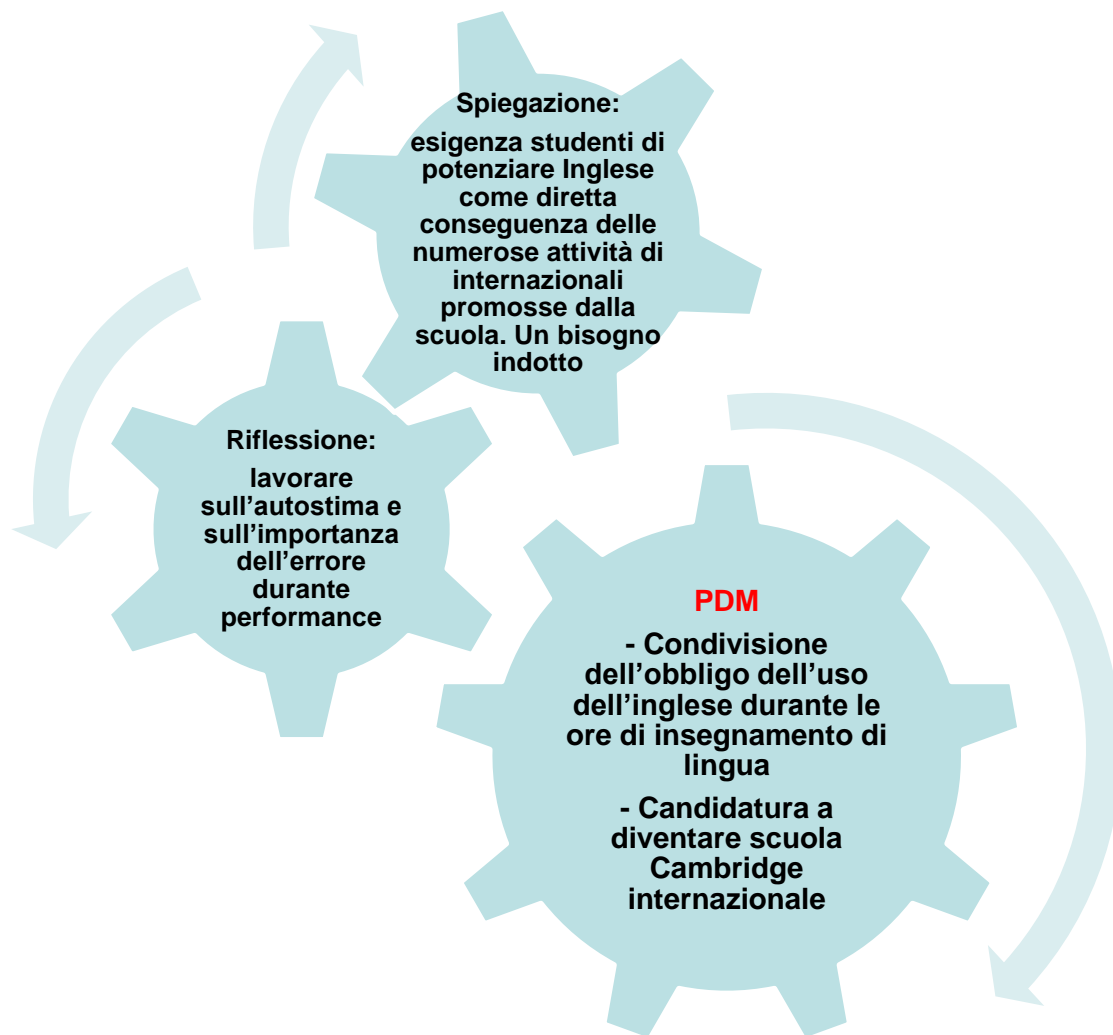 Spiegazione:
esigenza studenti di
potenziare Inglese
come diretta
conseguenza delle
numerose attività di
internazionali
promosse dalla
scuola. Un bisogno
indotto
Riflessione:
lavorare
sull’autostima e
sull’importanza
dell’errore
durante
performance
PDM
- Condivisione
dell’obbligo dell’uso
dell’inglese durante le
ore di insegnamento di
lingua
- Candidatura a
diventare scuola
Cambridge
internazionale